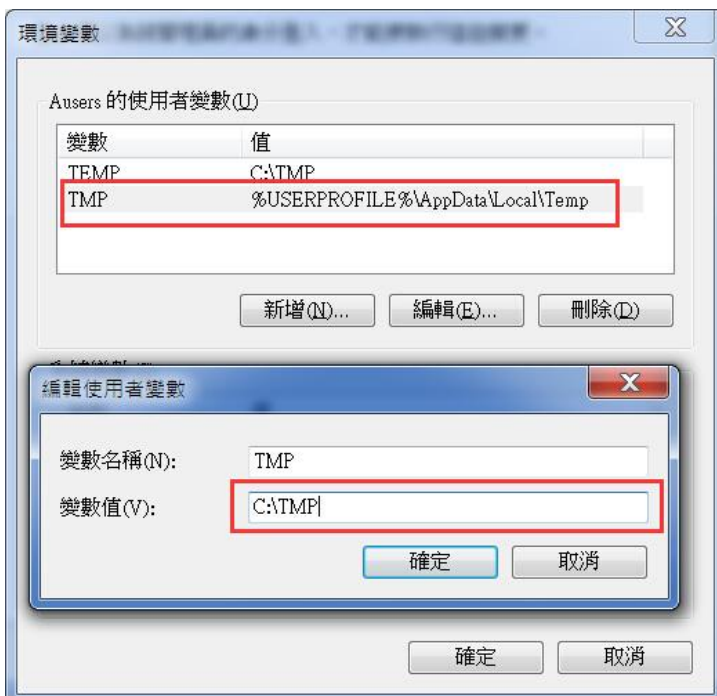 環境變數
Ausers 的使用者變數(U)
變數 值
TEMP C:\TMP
TMP %USERPROFILE%\AppData\Local\Temp
新增(N)... 編輯(E)... 刪除(D)
編輯使用者變數
變數名稱(N): TMP
變數值(V): C:\TMP
確定 取消
確定 取消